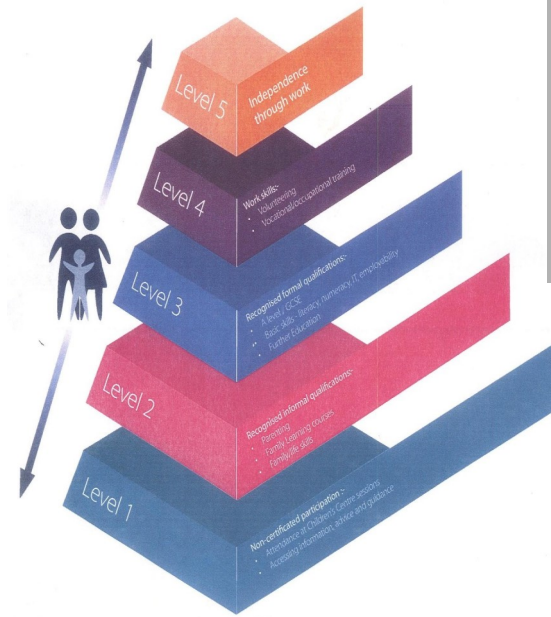 Level 5
Independence
through work
Level 4
Work skills:-
• Volunteering
• Vocational/occupational training
Level 3
Recognised formal qualifications:-
• A level / GCSE
• Basic skills - literacy, numeracy, IT, employability
• Further Education
Level 2
Recognised informal qualifications:-
• Parenting
• Family Learning courses
• Family/life skills
Level 1
Non-certificated participation :-
• Attendance at Children's Centre sessions
• Accessing information, advice and guidance